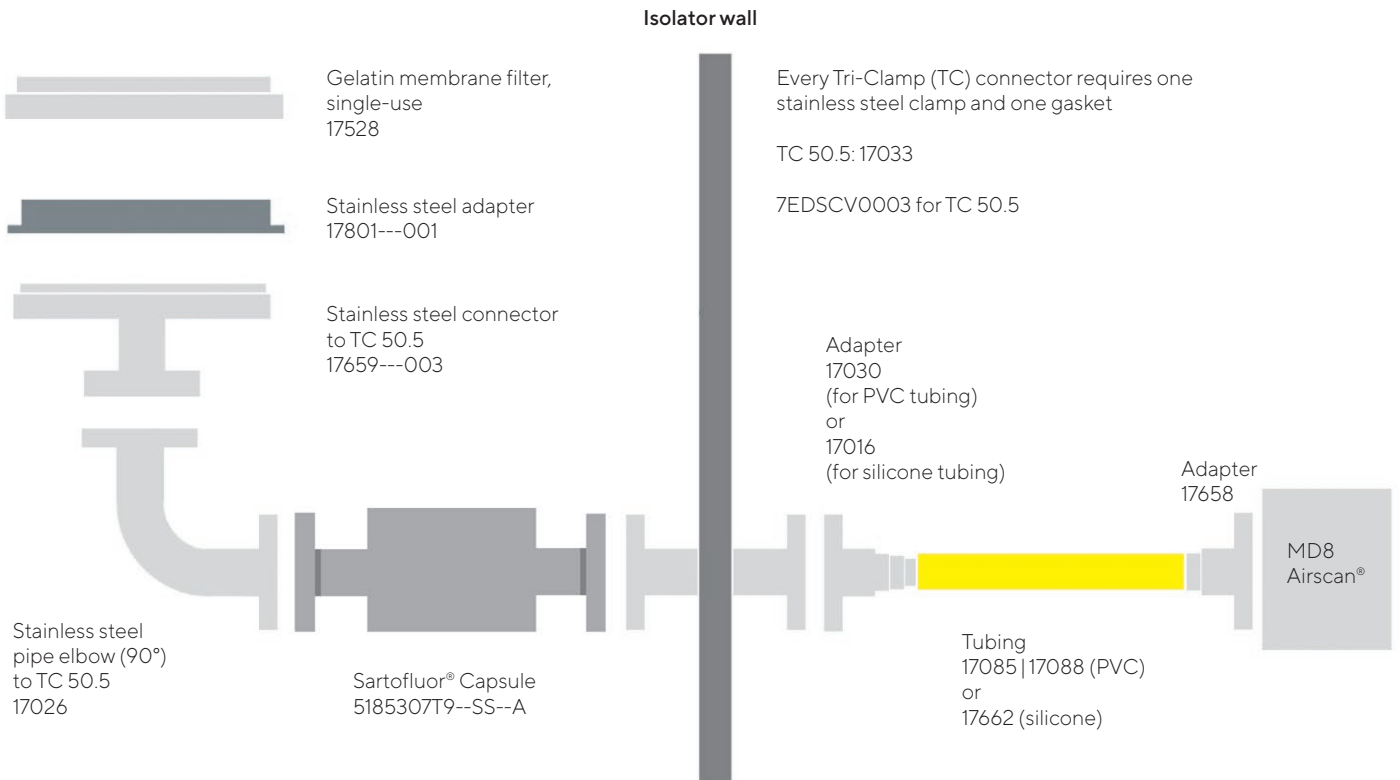 Isolator wall
Gelatin membrane filter,
single-use
17528
Stainless steel adapter
17801---001
Stainless steel connector
to TC 50.5
17659---003
Every Tri-Clamp (TC) connector requires one
stainless steel clamp and one gasket
TC 50.5: 17033
7EDSCV0003 for TC 50.5
Adapter
17030
(for PVC tubing)
or
17016
(for silicone tubing)
Adapter
17658
MD8
Airscan®
Stainless steel
pipe elbow (90°)
to TC 50.5
17026
Sartofluor® Capsule
5185307T9--SS--A
Tubing
17085 | 17088 (PVC)
or
17662 (silicone)